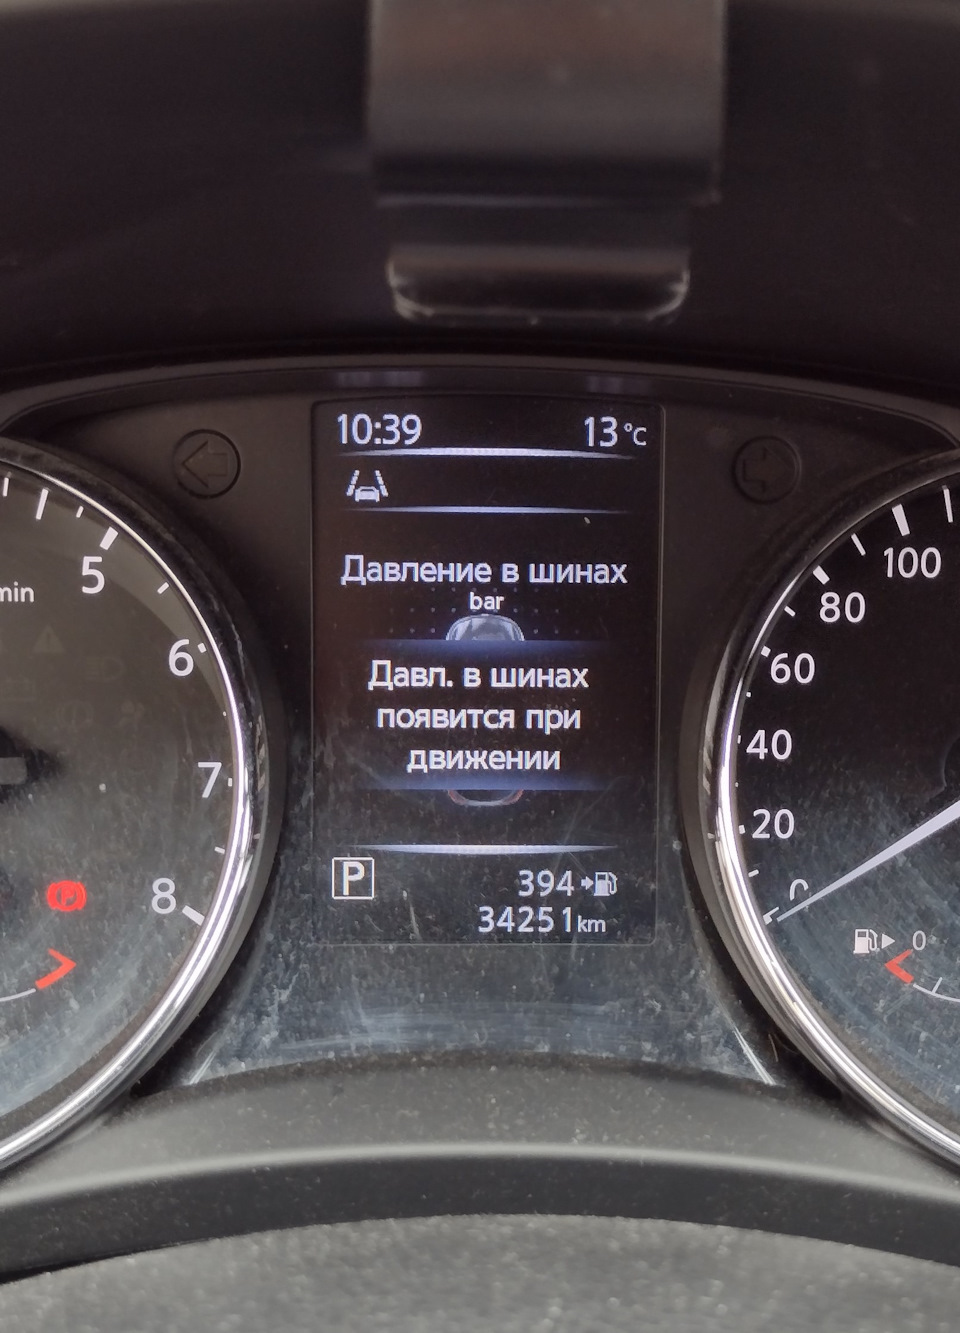 10:39 13°C
Давление в шинах
bar
Давл. в шинах
появится при
движении
P
394
34251km
min
5
6
7
8
P
100
80
60
40
20
0
0